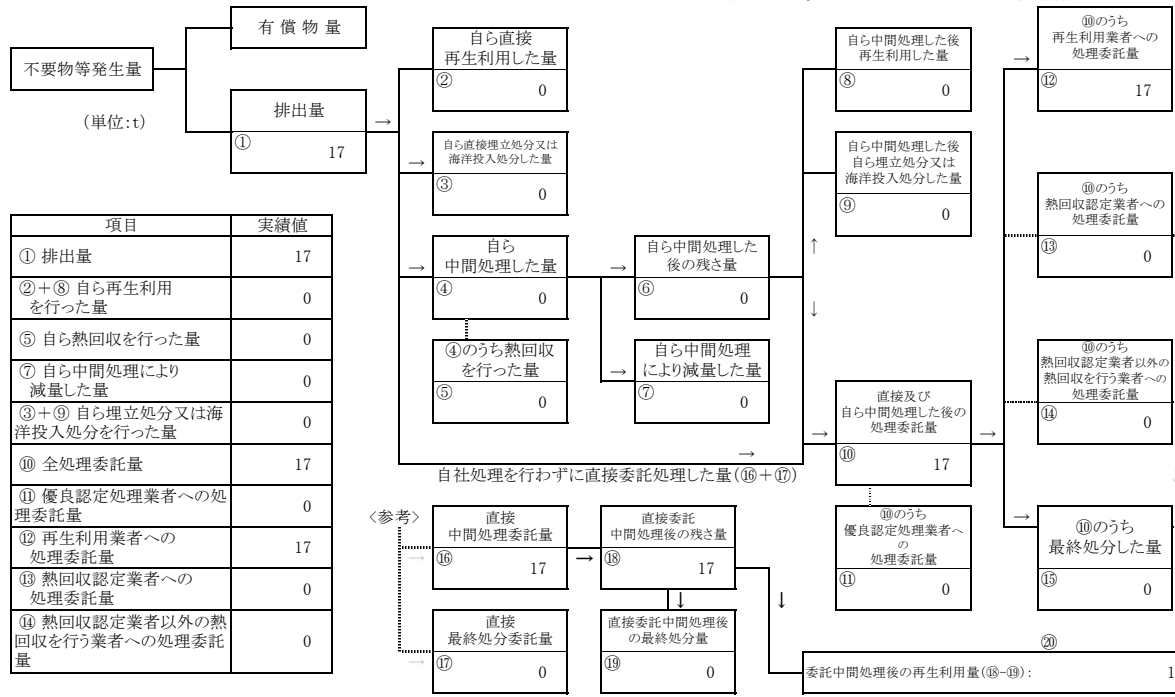 有 償 物 量
不要物等発生量
(単位:t)
排出量
①
17
→
自ら直接
再生利用した量
②
0
→
自ら直接埋立処分又は
海洋投入処分した量
③
0
→
自ら
中間処理した量
④
0
④のうち熱回収
を行った量
⑤
0
→
自ら中間処理した
後の残さ量
⑥
0
→
自ら中間処理
により減量した量
⑦
0
自ら中間処理した後
再生利用した量
⑧
0
自ら中間処理した後
自ら埋立処分又は
海洋投入処分した量
⑨
0
↑
↓
→
自社処理を行わずに直接委託処理した量(⑯+⑰)
→
直接及び
自ら中間処理した後の
処理委託量
⑩
17
⑩のうち
優良認定処理業者へ
の
処理委託量
⑪
0
→
→
⑩のうち
再生利用業者への
処理委託量
⑫
17
⑩のうち
熱回収認定業者への
処理委託量
⑬
0
⑩のうち
熱回収認定業者以外の
熱回収を行う業者への
処理委託量
⑭
0
→
⑩のうち
最終処分した量
⑮
0
項目 実績値
① 排出量 17
②+⑧ 自ら再生利用
を行った量 0
⑤ 自ら熱回収を行った量 0
⑦ 自ら中間処理により
減量した量 0
③+⑨ 自ら埋立処分又は海
洋投入処分を行った量 0
⑩ 全処理委託量 17
⑪ 優良認定処理業者への処
理委託量 0
⑫ 再生利用業者への
処理委託量 17
⑬ 熱回収認定業者への
処理委託量 0
⑭ 熱回収認定業者以外の熱
回収を行う業者への処理委託
量 0
〈参考〉
→
直接
中間処理委託量
⑯
17
→
直接委託
中間処理後の残さ量
⑱
17
↓
↓
→
直接
最終処分委託量
⑰
0
直接委託中間処理後
の最終処分量
⑲
0
⑳
委託中間処理後の再生利用量(⑱-⑲):